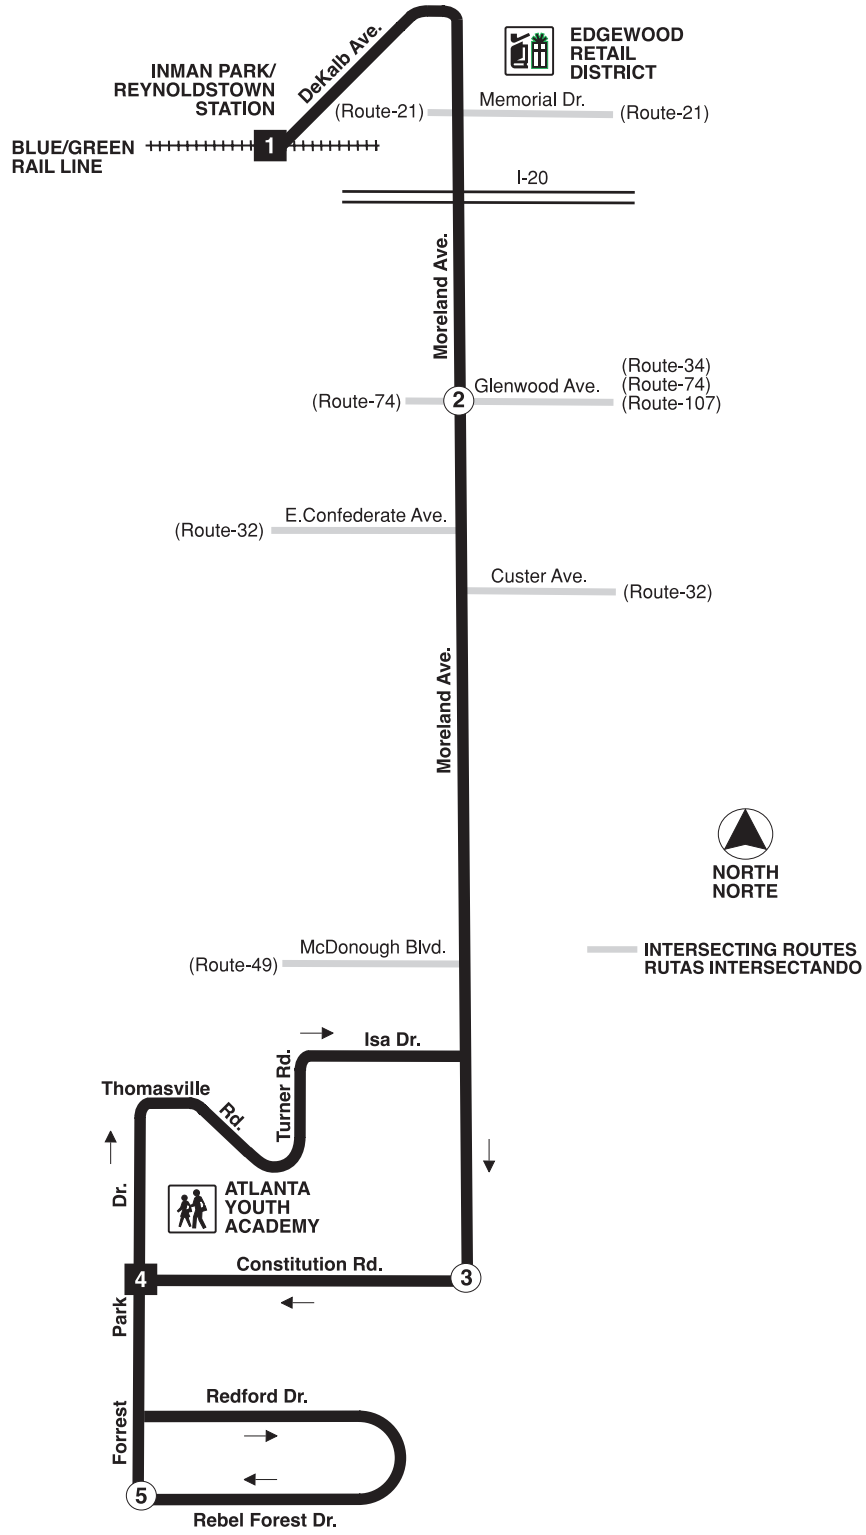 EDGEWOOD
RETAIL
DISTRICT
DeKalb Ave.
INMAN PARK/
REYNOLDSTOWN
STATION
(Route-21)
Memorial Dr.
(Route-21)
BLUE/GREEN
RAIL LINE
1
I-20
Moreland Ave.
(Route-34)
(Route-74)
(Route-107)
Glenwood Ave.
(Route-74)
2
E.Confederate Ave.
(Route-32)
Custer Ave.
(Route-32)
Moreland Ave.
NORTH
NORTE
McDonough Blvd.
(Route-49)
INTERSECTING ROUTES
RUTAS INTERSECTANDO
Isa Dr.
Turner Rd.
Thomasville
Rd.
ATLANTA
YOUTH
ACADEMY
Constitution Rd.
3
4
Forrest Park Dr.
Redford Dr.
5
Rebel Forest Dr.